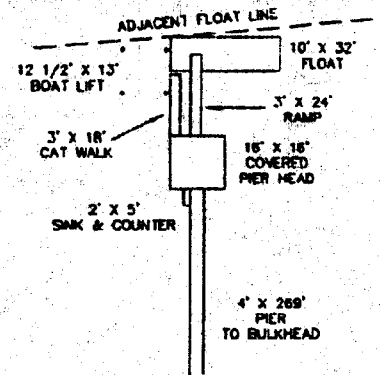 ADJACENT FLOAT LINE
10' X 32'
FLOAT
12 1/2' X 13'
BOAT LIFT
3' X 24'
RAMP
3' X 18'
CAT WALK
16' X 16'
COVERED
PIER HEAD
2' X 5'
SINK & COUNTER
4' X 269'
PIER
TO BULKHEAD